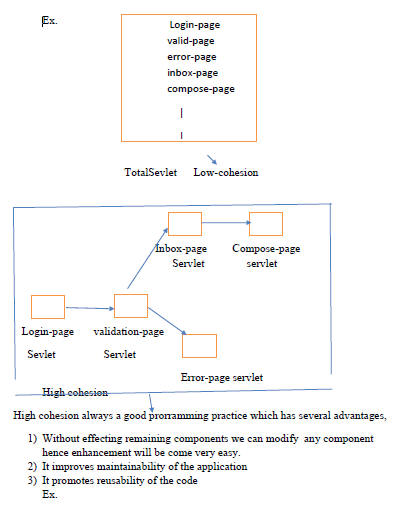 Ex.
Login-page
valid-page
error-page
inbox-page
compose-page
|
|
TotalSevlet Low-cohesion
Inbox-page Compose-page
Servlet servlet
Login-page validation-page
Sevlet Servlet
Error-page servlet
High cohesion
High cohesion always a good prorramming practice which has several advantages,
1) Without effecting remaining components we can modify any component
hence enhancement will be come very easy.
2) It improves maintainability of the application
3) It promotes reusability of the code
Ex.